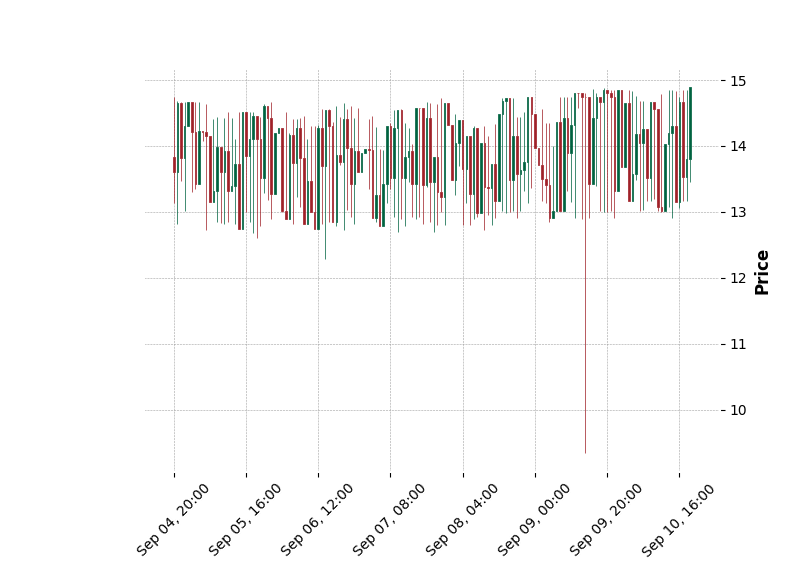 15
14
13
12
11
10
Price
Sep 04, 20:00
Sep 05, 16:00
Sep 06, 12:00
Sep 07, 08:00
Sep 08, 04:00
Sep 09, 00:00
Sep 09, 20:00
Sep 10, 16:00